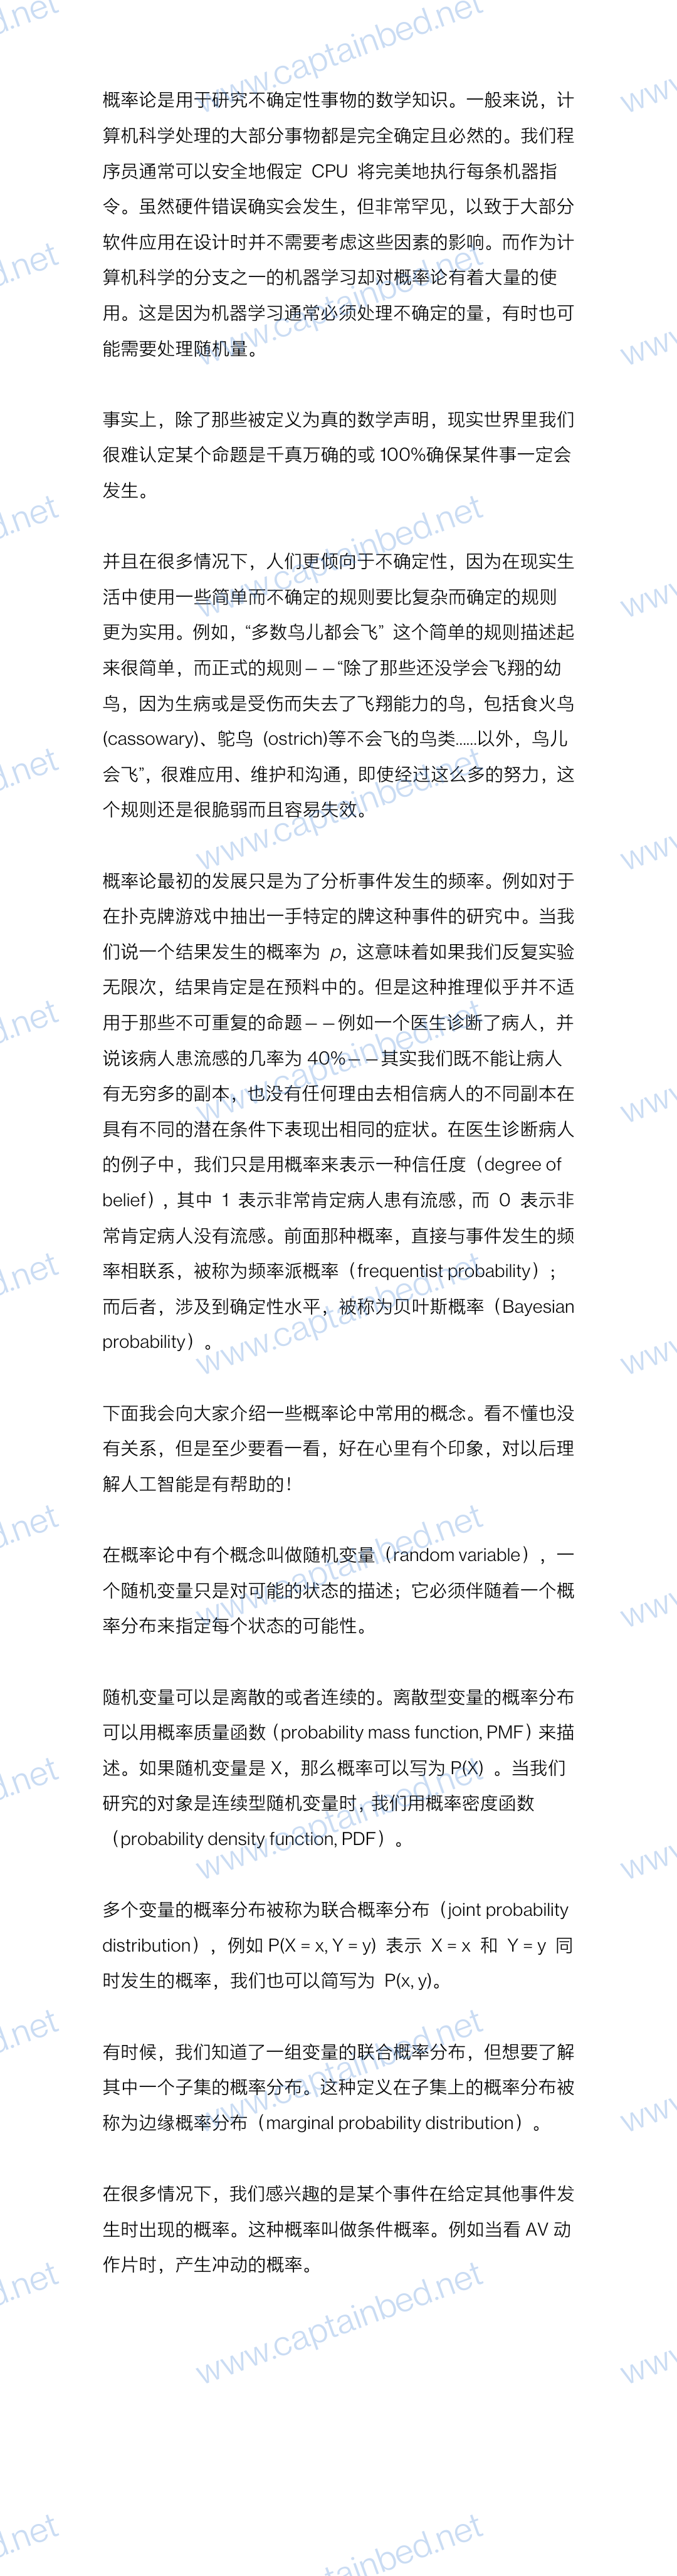 概率论是用于研究不确定性事物的数学知识。一般来说，计
算机科学处理的大部分事物都是完全确定且必然的。我们程
序员通常可以安全地假定 CPU 将完美地执行每条机器指
令。虽然硬件错误确实会发生，但非常罕见，以致于大部分
软件应用在设计时并不需要考虑这些因素的影响。而作为计
算机科学的分支之一的机器学习却对概率论有着大量的使
用。这是因为机器学习通常必须处理不确定的量，有时也可
能需要处理随机量。
事实上，除了那些被定义为真的数学声明，现实世界里我们
很难认定某个命题是千真万确的或 100%确保某件事一定会
发生。
并且在很多情况下，人们更倾向于不确定性，因为在现实生
活中使用一些简单而不确定的规则要比复杂而确定的规则
更为实用。例如，“多数鸟儿都会飞” 这个简单的规则描述起
来很简单，而正式的规则——“除了那些还没学会飞翔的幼
鸟，因为生病或是受伤而失去了飞翔能力的鸟，包括食火鸟
(cassowary)、鸵鸟 (ostrich)等不会飞的鸟类……以外，鸟儿
会飞”，很难应用、维护和沟通，即使经过这么多的努力，这
个规则还是很脆弱而且容易失效。
概率论最初的发展只是为了分析事件发生的频率。例如对于
在扑克牌游戏中抽出一手特定的牌这种事件的研究中。当我
们说一个结果发生的概率为 p，这意味着如果我们反复实验
无限次，结果肯定是在预料中的。但是这种推理似乎并不适
用于那些不可重复的命题——例如一个医生诊断了病人，并
说该病人患流感的几率为 40%——其实我们既不能让病人
有无穷多的副本，也没有任何理由去相信病人的不同副本在
具有不同的潜在条件下表现出相同的症状。在医生诊断病人
的例子中，我们只是用概率来表示一种信任度（degree of
belief），其中 1 表示非常肯定病人患有流感，而 0 表示非
常肯定病人没有流感。前面那种概率，直接与事件发生的频
率相联系，被称为频率派概率（frequentist probability）；
而后者，涉及到确定性水平，被称为贝叶斯概率（Bayesian
probability）。
下面我会向大家介绍一些概率论中常用的概念。看不懂也没
有关系，但是至少要看一看，好在心里有个印象，对以后理
解人工智能是有帮助的！
在概率论中有个概念叫做随机变量（random variable），一
个随机变量只是对可能的状态的描述；它必须伴随着一个概
率分布来指定每个状态的可能性。
随机变量可以是离散的或者连续的。离散型变量的概率分布
可以用概率质量函数（probability mass function, PMF）来描
述。如果随机变量是 X，那么概率可以写为 P(X) 。当我们
研究的对象是连续型随机变量时，我们用概率密度函数
（probability density function, PDF）。
多个变量的概率分布被称为联合概率分布（joint probability
distribution），例如 P(X = x, Y = y) 表示 X = x 和 Y = y 同
时发生的概率，我们也可以简写为 P(x, y)。
有时候，我们知道了一组变量的联合概率分布，但想要了解
其中一个子集的概率分布。这种定义在子集上的概率分布被
称为边缘概率分布（marginal probability distribution）。
在很多情况下，我们感兴趣的是某个事件在给定其他事件发
生时出现的概率。这种概率叫做条件概率。例如当看 AV 动
作片时，产生冲动的概率。
www.captainbed.net